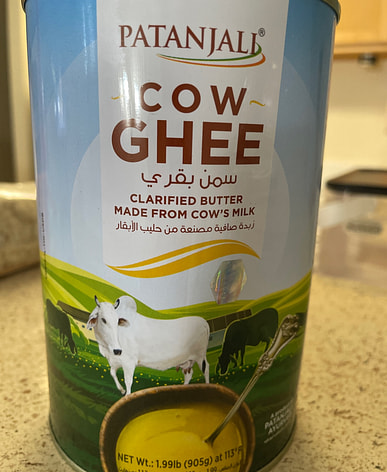 PATANJALI®
COW
GHEE
سمن بقري
CLARIFIED BUTTER
MADE FROM COW'S MILK
زبدة صافية مصنعة من حليب الأبقار
NET Wt.: 1.99lb (905g) at 113°F